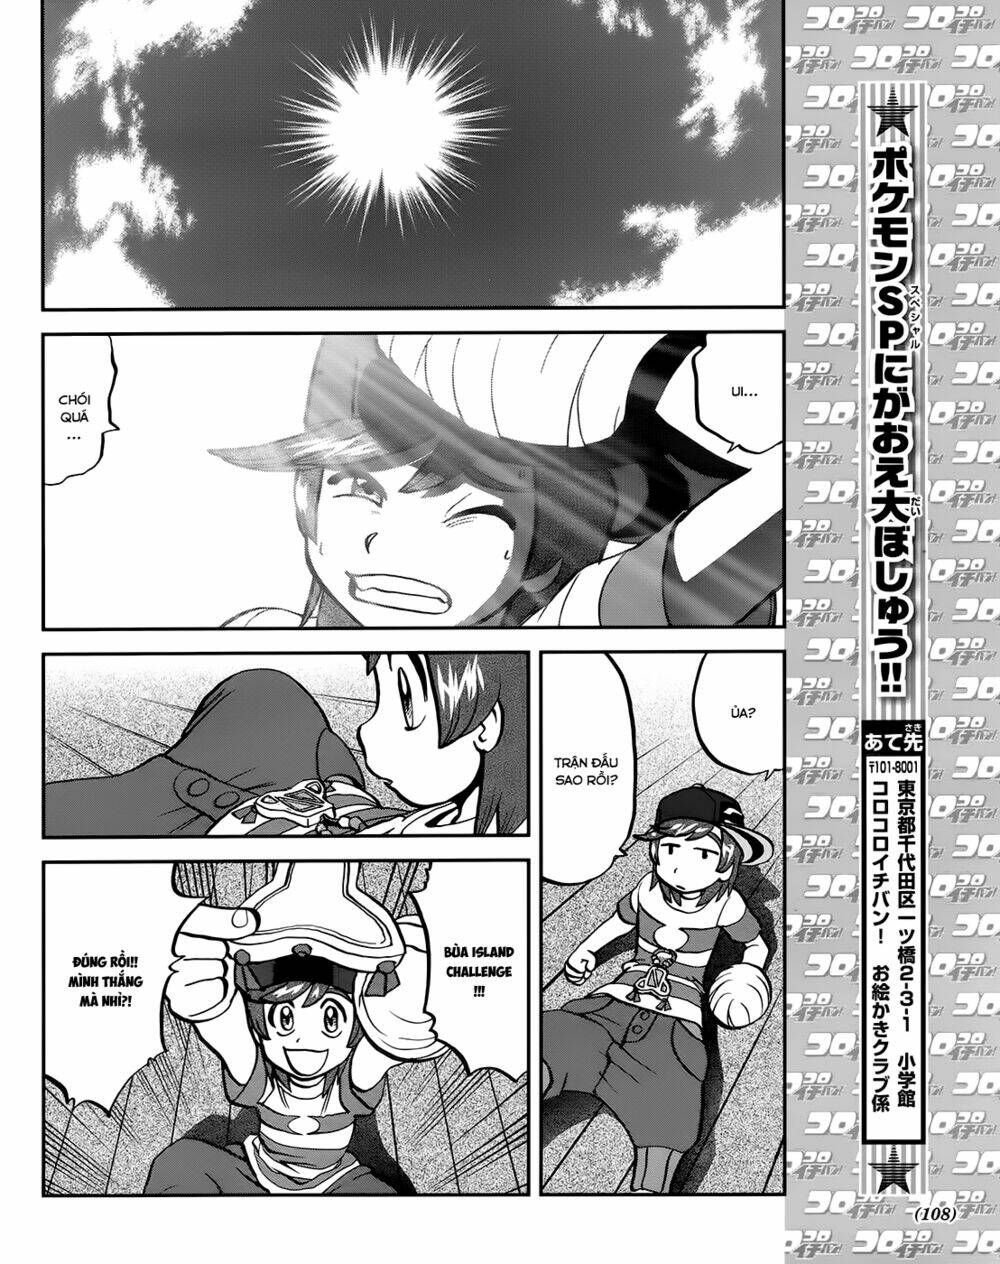 UI...
CHÓI
QUÁ
...
ỦA?
TRẬN ĐẤU
SAO RỒI?
BÙA ISLAND
CHALLENGE
!!!
ĐÚNG RỒI!!
MÌNH THẮNG
MÀ NHỈ?!
ポケモンSPにがおえ大ぼしゅう!!
スペシャル
だい
あて先
さき
〒101-8001
東京都千代田区一ツ橋2-3-1 小学館
コロコロイチバン! お絵かきクラブ係
(108)